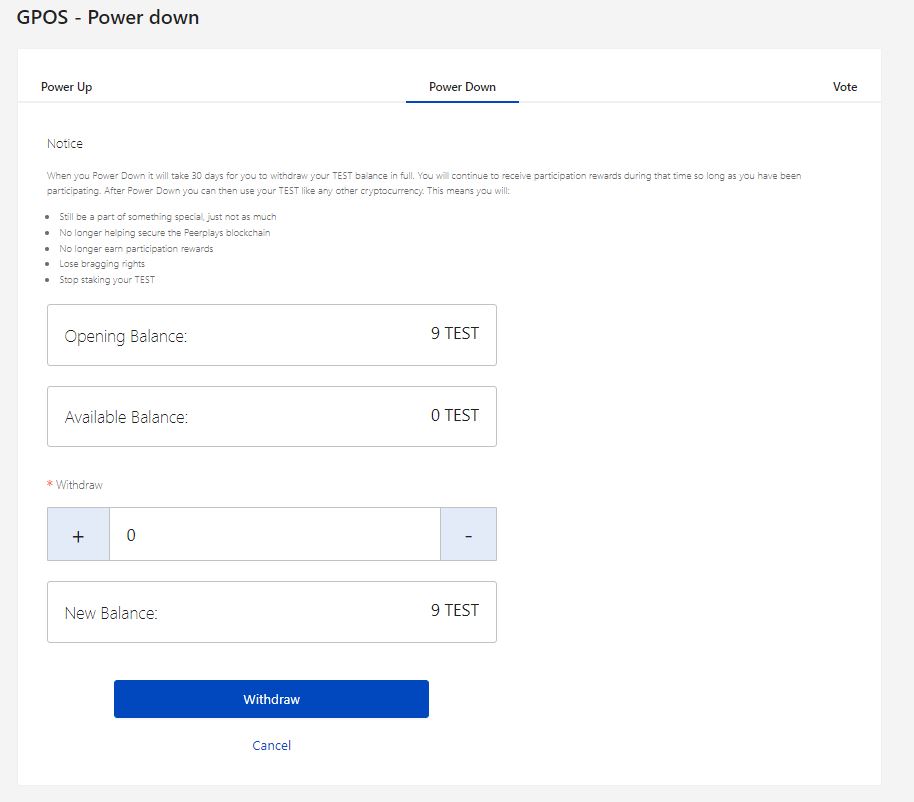 GPOS - Power down
Power Up
Power Down
Vote
Notice
When you Power Down it will take 30 days for you to withdraw your TEST balance in full. You will continue to receive participation rewards during that time so long as you have been
participating. After Power Down you can then use your TEST like any other cryptocurrency. This means you will:
Still be a part of something special, just not as much
No longer helping secure the Peerplays blockchain
No longer earn participation rewards
Lose bragging rights
Stop staking your TEST
Opening Balance: 9 TEST
Available Balance: 0 TEST
* Withdraw
+ 0 -
New Balance: 9 TEST
Withdraw
Cancel